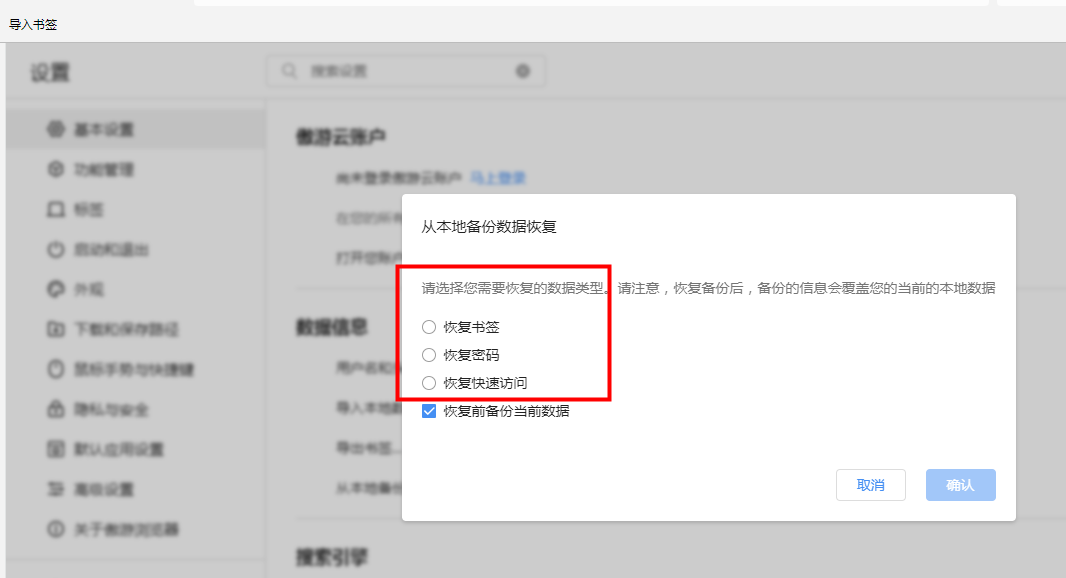 导入书签
设置
搜索设置
基本设置
功能管理
标签
启动和退出
外观
下载和保存路径
鼠标手势与快捷键
隐私与安全
默认应用设置
高级设置
关于傲游浏览器
傲游云账户
尚未登录傲游云账户 马上登录
在您的所有
打开您账户
数据信息
用户名和
导入本地数
导出书签...
从本地备份
搜索引擎
从本地备份数据恢复
请选择您需要恢复的数据类型。请注意，恢复备份后，备份的信息会覆盖您的当前的本地数据
恢复书签
恢复密码
恢复快速访问
恢复前备份当前数据
取消
确认